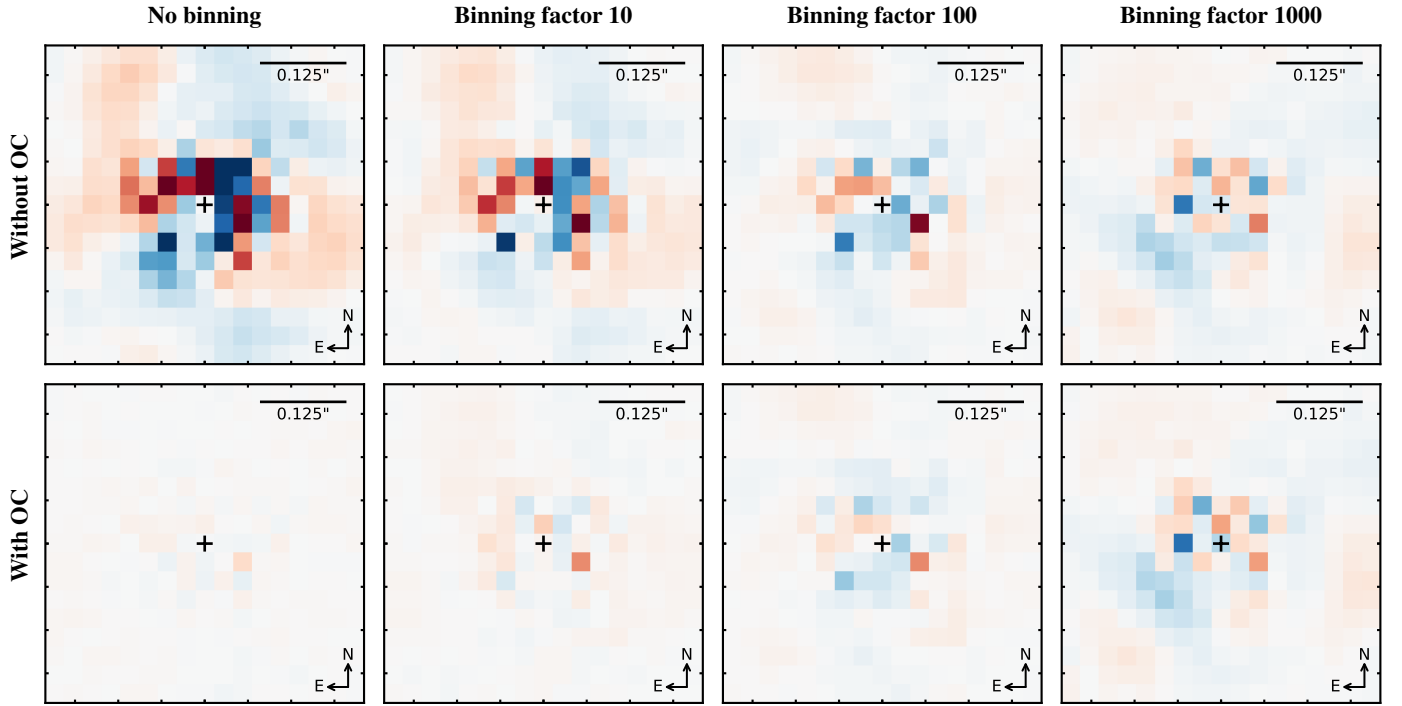 No binning
Binning factor 10
Binning factor 100
Binning factor 1000
Without OC
0.125"
N
E
0.125"
N
E
0.125"
N
E
0.125"
N
E
With OC
0.125"
N
E
0.125"
N
E
0.125"
N
E
0.125"
N
E